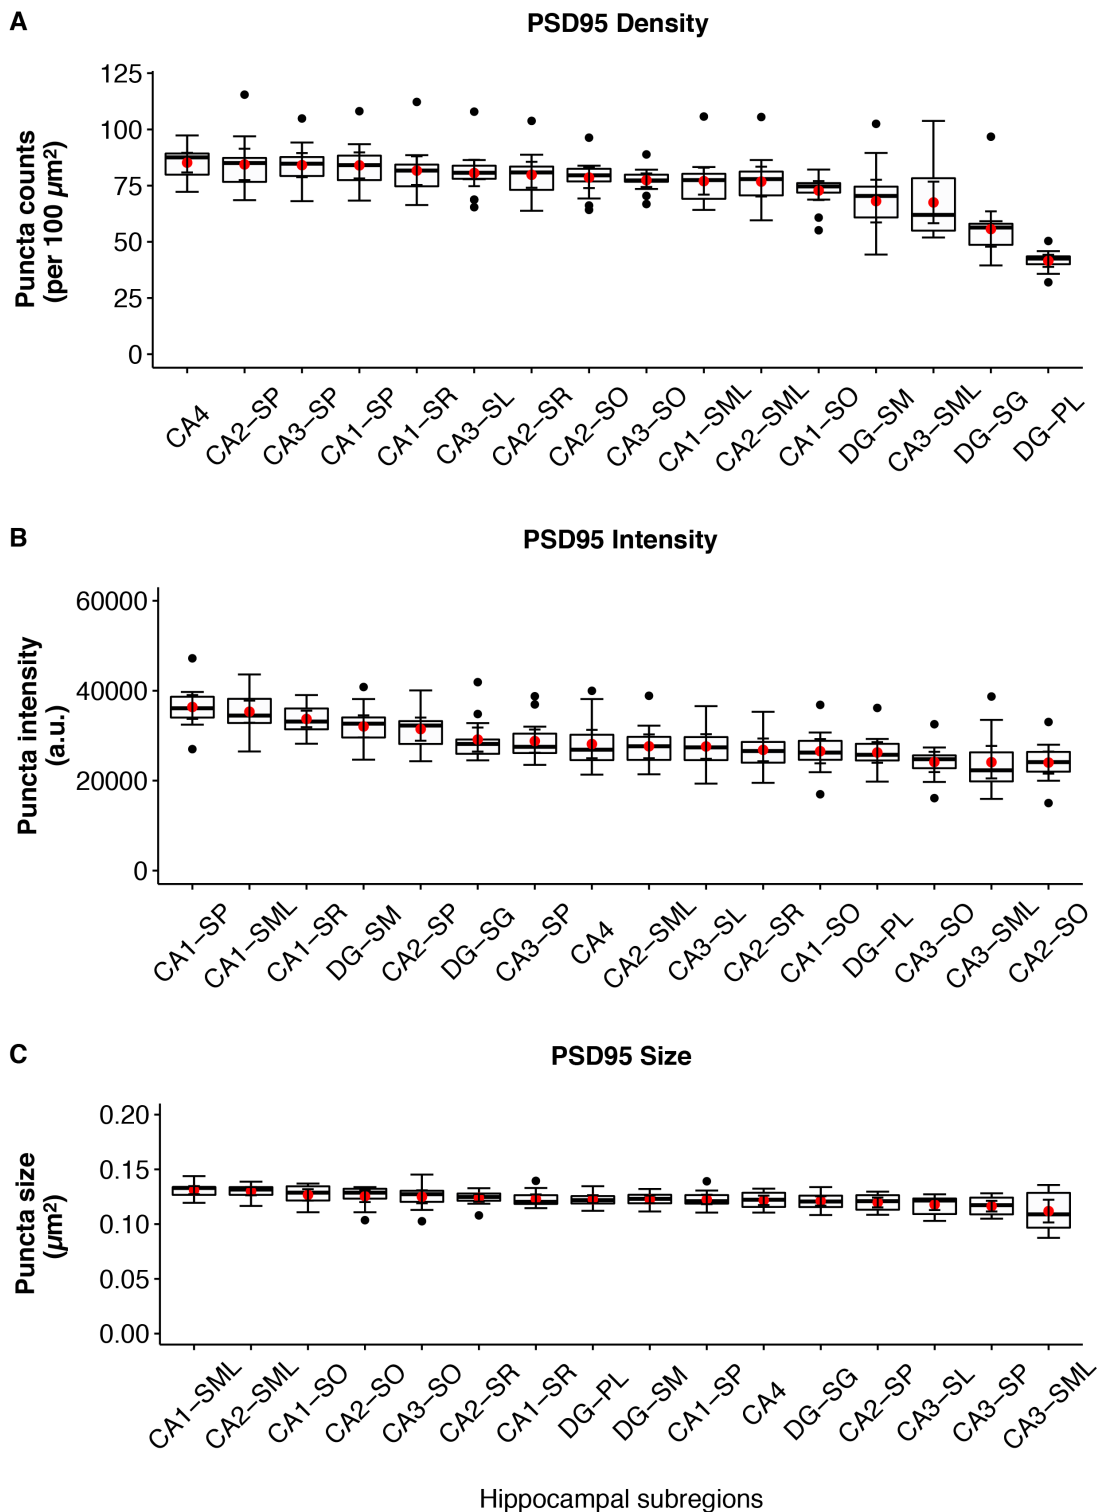 A
PSD95 Density
Puncta counts
(per 100 µm2)
125
100
75
50
25
0
CA4
CA2−SP
CA3−SP
CA1−SP
CA1−SR
CA3−SL
CA2−SR
CA2−SO
CA3−SO
CA1−SML
CA2−SML
CA1−SO
DG−SM
CA3−SML
DG−SG
DG−PL
B
PSD95 Intensity
Puncta intensity
(a.u.)
60000
40000
20000
0
CA1−SP
CA1−SML
CA1−SR
DG−SM
CA2−SP
DG−SG
CA3−SP
CA4
CA2−SML
CA3−SL
CA2−SR
CA1−SO
DG−PL
CA3−SO
CA3−SML
CA2−SO
C
PSD95 Size
Puncta size
(µm2)
0.20
0.15
0.10
0.05
0.00
CA1−SML
CA2−SML
CA1−SO
CA2−SO
CA3−SO
CA2−SR
CA1−SR
DG−PL
DG−SM
CA1−SP
CA4
DG−SG
CA2−SP
CA3−SL
CA3−SP
CA3−SML
Hippocampal subregions